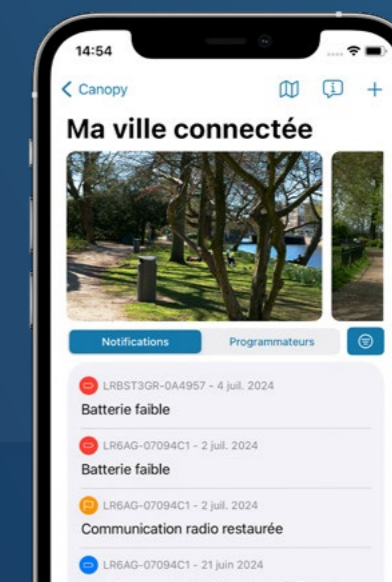 14:54
Canopy
Ma ville connectée
Notifications
Programmateurs
LRBST3GR-0A4957 - 4 juil. 2024
Batterie faible
LR6AG-07094C1 - 2 juil. 2024
Batterie faible
LR6AG-07094C1 - 2 juil. 2024
Communication radio restaurée
LR6AG-07094C1 - 21 juin 2024